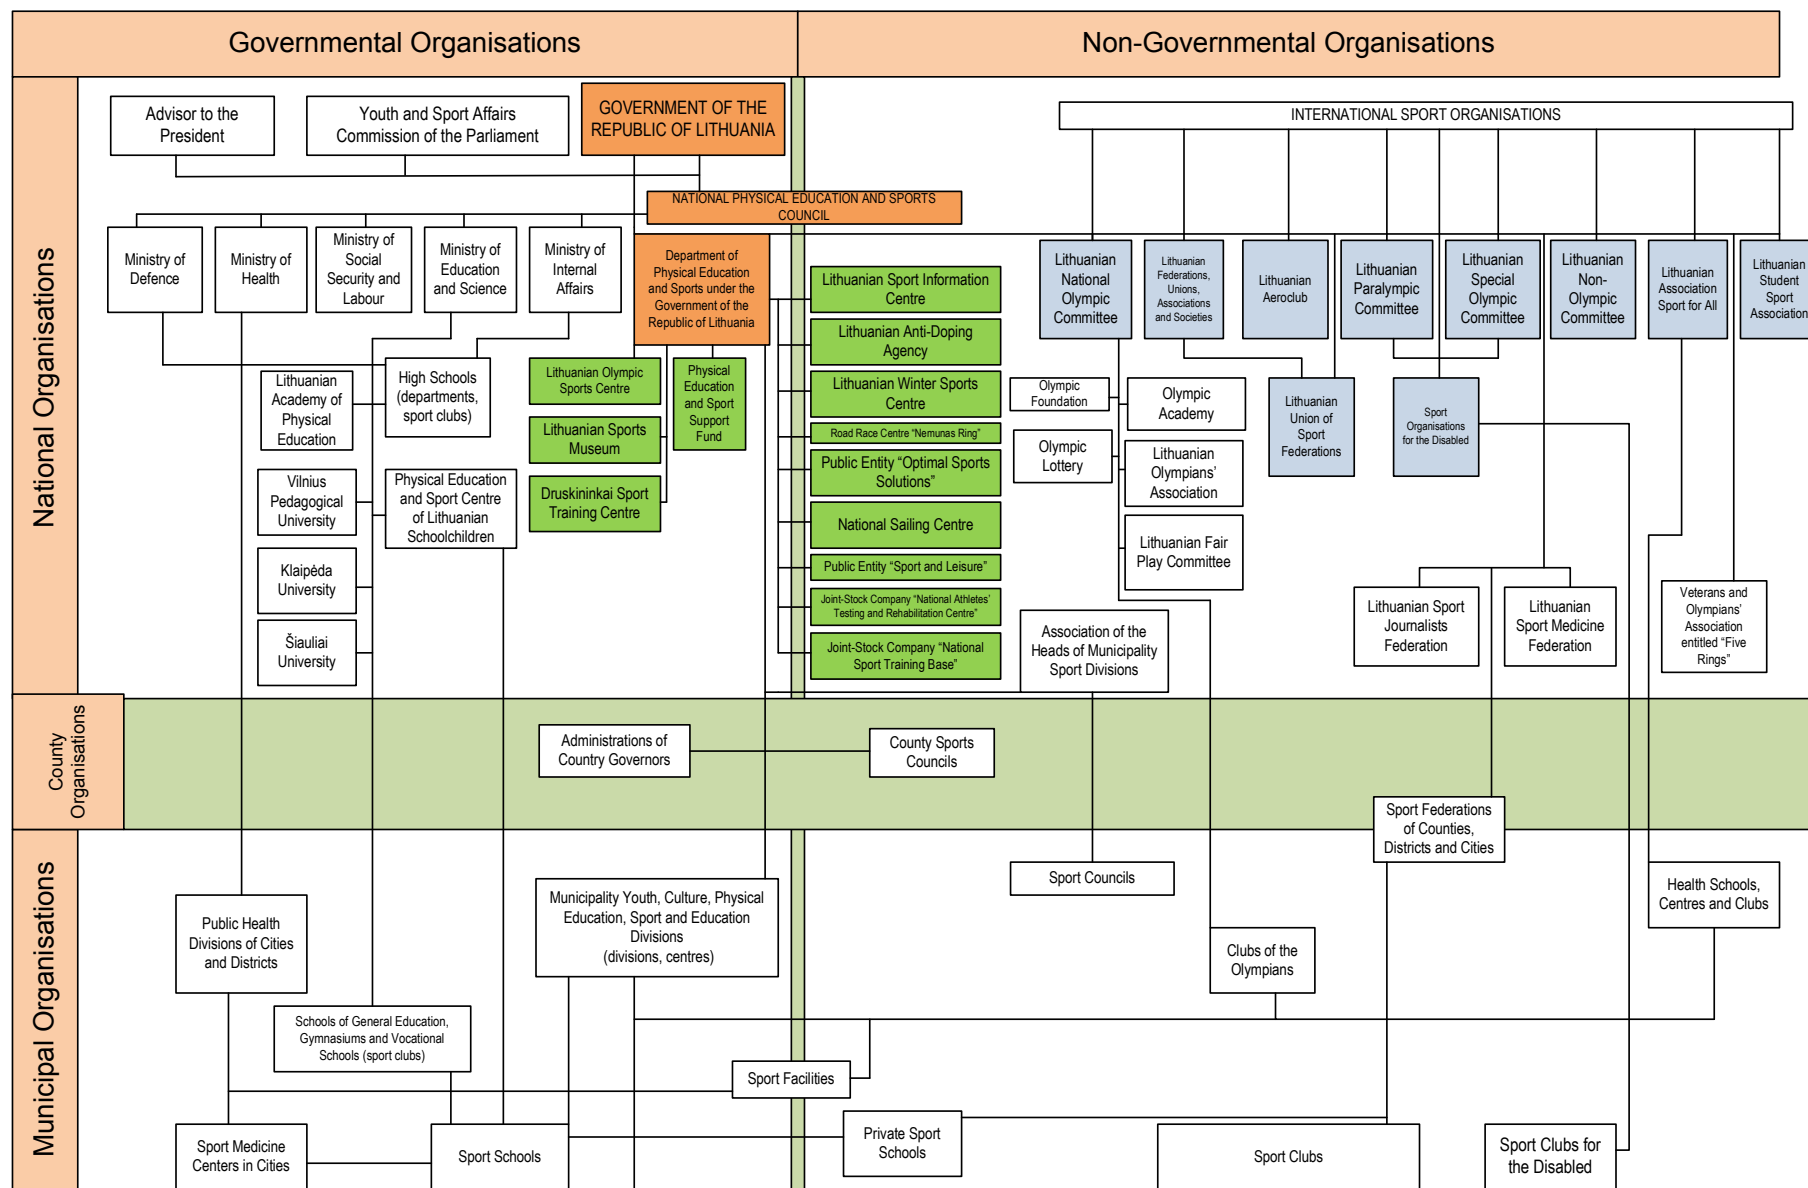 Governmental Organisations
Non-Governmental Organisations
National Organisations
Advisor to the
President
Youth and Sport Affairs
Commission of the Parliament
GOVERNMENT OF THE
REPUBLIC OF LITHUANIA
INTERNATIONAL SPORT ORGANISATIONS
NATIONAL PHYSICAL EDUCATION AND SPORTS
COUNCIL
Ministry of
Defence
Ministry of
Health
Ministry of
Social
Security and
Labour
Ministry of
Education
and Science
Ministry of
Internal
Affairs
Department of
Physical Education
and Sports under the
Government of the
Republic of Lithuania
Lithuanian Sport Information
Centre
Lithuanian Anti-Doping
Agency
Lithuanian Winter Sports
Centre
Road Race Centre “Nemunas Ring”
Public Entity “Optimal Sports
Solutions”
National Sailing Centre
Public Entity “Sport and Leisure”
Joint-Stock Company “National Athletes’
Testing and Rehabilitation Centre”
Joint-Stock Company “National
Sport Training Base”
Lithuanian
National
Olympic
Committee
Lithuanian
Federations,
Unions,
Associations
and Societies
Lithuanian
Aeroclub
Lithuanian
Paralympic
Committee
Lithuanian
Special
Olympic
Committee
Lithuanian
Non-
Olympic
Committee
Lithuanian
Association
Sport for All
Lithuanian
Student
Sport
Association
Lithuanian
Academy of
Physical
Education
High Schools
(departments,
sport clubs)
Lithuanian Olympic
Sports Centre
Physical
Education
and Sport
Support
Fund
Lithuanian Sports
Museum
Druskininkai Sport
Training Centre
Vilnius
Pedagogical
University
Physical Education
and Sport Centre
of Lithuanian
Schoolchildren
Klaipėda
University
Šiauliai
University
Olympic
Foundation
Olympic
Academy
Olympic
Lottery
Lithuanian
Olympians’
Association
Lithuanian Fair
Play Committee
Lithuanian
Union of
Sport
Federations
Sport
Organisations
for the Disabled
Association of the
Heads of Municipality
Sport Divisions
Lithuanian Sport
Journalists
Federation
Lithuanian
Sport Medicine
Federation
Veterans and
Olympians’
Association
entitled “Five
Rings”
County
Organisations
Administrations of
Country Governors
County Sports
Councils
Sport Federations
of Counties,
Districts and Cities
Municipal Organisations
Public Health
Divisions of Cities
and Districts
Municipality Youth, Culture, Physical
Education, Sport and Education
Divisions
(divisions, centres)
Sport Councils
Clubs of the
Olympians
Health Schools,
Centres and Clubs
Schools of General Education,
Gymnasiums and Vocational
Schools (sport clubs)
Sport Facilities
Sport Medicine
Centers in Cities
Sport Schools
Private Sport
Schools
Sport Clubs
Sport Clubs for
the Disabled